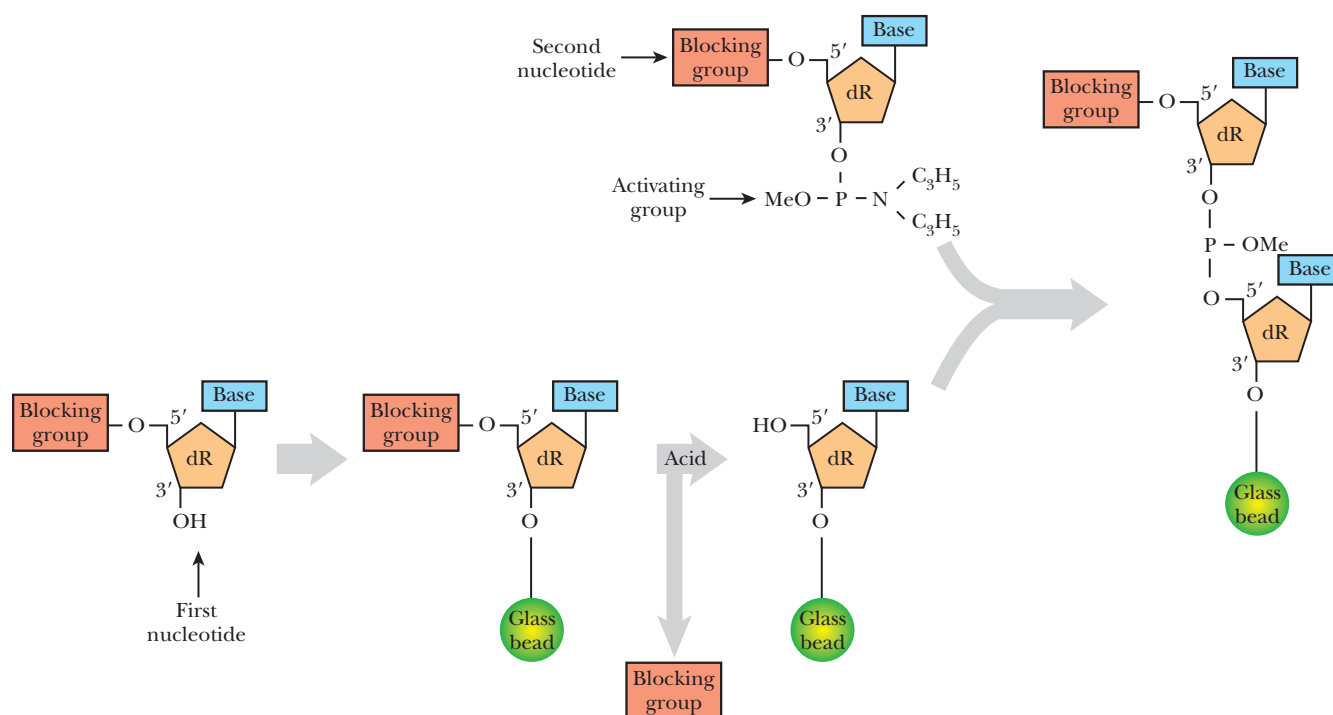 Second
nucleotide
Blocking
group
O
5′
Base
dR
3′
O
Activating
group
MeO – P – N
C₃H₅
C₃H₅
Blocking
group
O
5′
Base
dR
3′
O
P – OMe
O
5′
Base
dR
3′
O
Glass
bead
Blocking
group
O
5′
Base
dR
3′
OH
First
nucleotide
Blocking
group
O
5′
Base
dR
3′
O
Glass
bead
Acid
Blocking
group
HO
5′
Base
dR
3′
O
Glass
bead